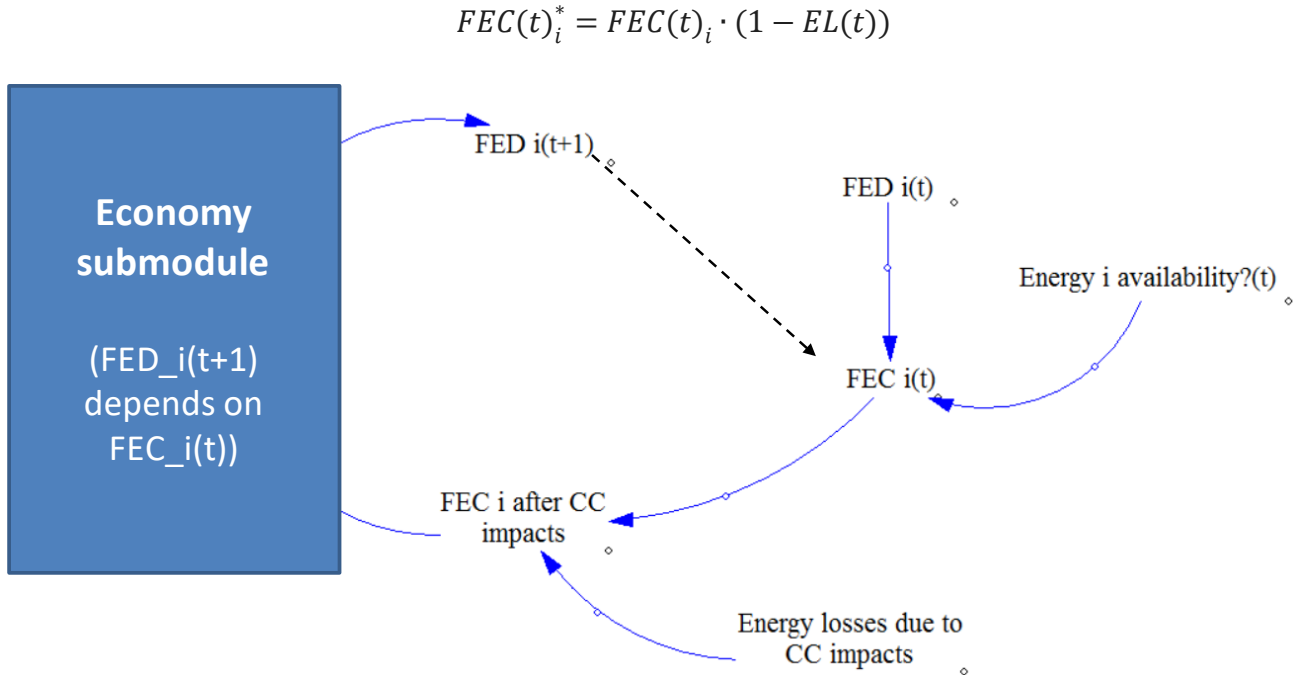 FEC(t)_i^* = FEC(t)_i · (1 − EL(t))
Economy
submodule
(FED_i(t+1)
depends on
FEC_i(t))
FED i(t+1)
FED i(t)
Energy i availability?(t)
FEC i(t)
FEC i after CC
impacts
Energy losses due to
CC impacts